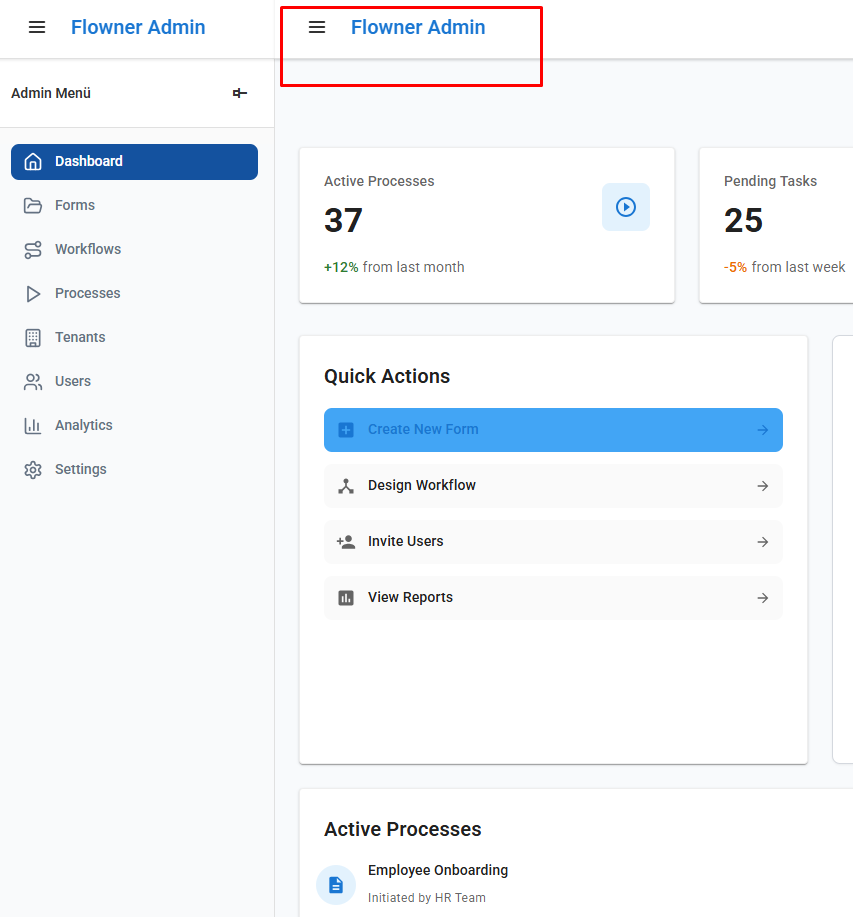 Flowner Admin
Flowner Admin
Admin Menü
Dashboard
Forms
Workflows
Processes
Tenants
Users
Analytics
Settings
Active Processes
37
+12% from last month
Pending Tasks
25
-5% from last week
Quick Actions
Create New Form
Design Workflow
Invite Users
View Reports
Active Processes
Employee Onboarding
Initiated by HR Team